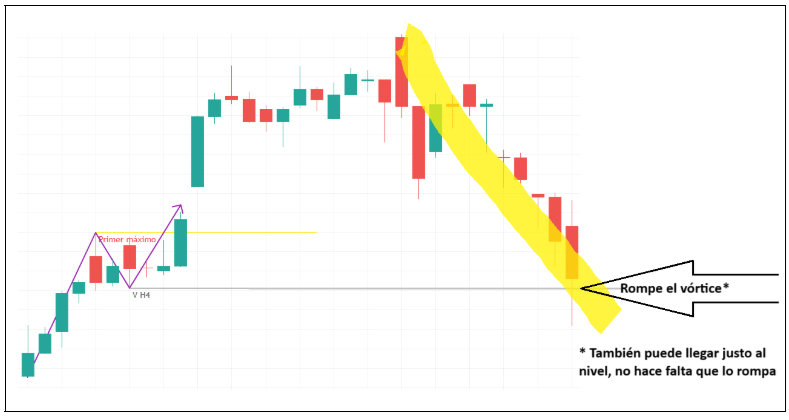 Primer máximo
V H4
Rompe el vórtice*
* También puede llegar justo al
nivel, no hace falta que lo rompa